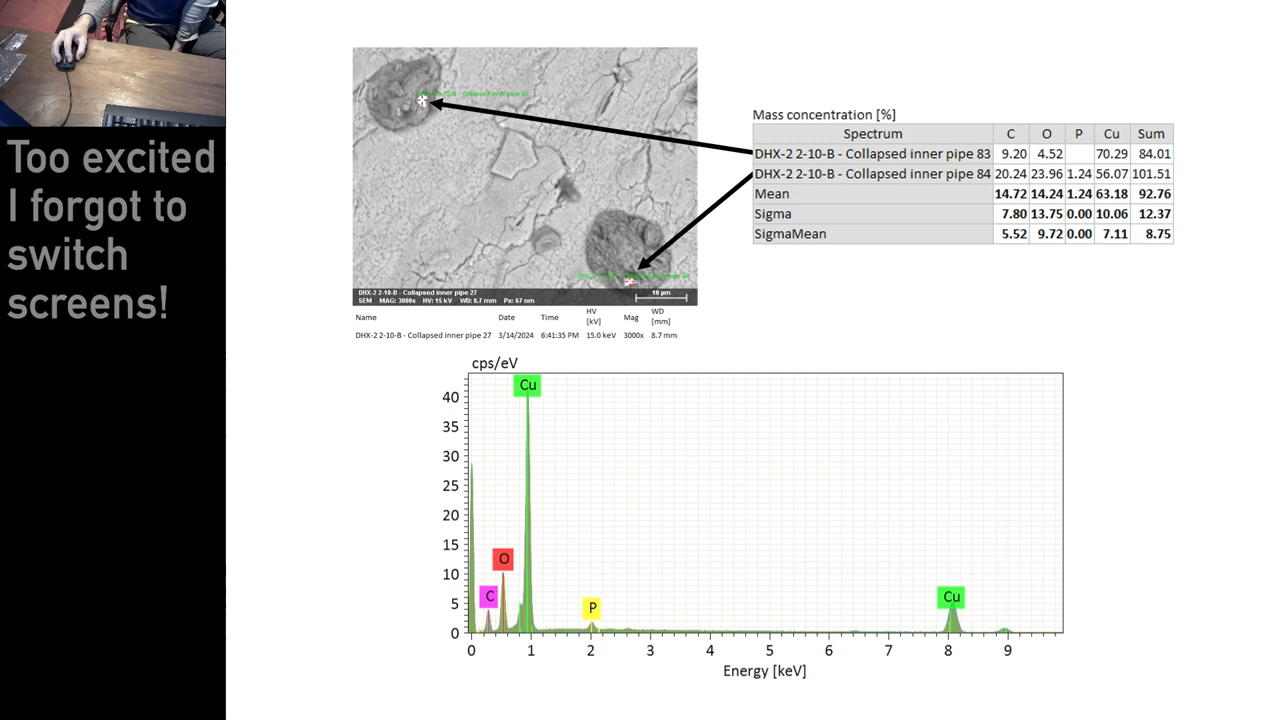 Too excited
I forgot to
switch
screens!
DHX-2 2-10-B - Collapsed inner pipe 27
SEM MAG: 3000x HV: 15 kV WD: 8.7 mm Px: 67 nm
10 µm
Name Date Time HV [kV] Mag WD [mm]
DHX-2 2-10-B - Collapsed inner pipe 27 3/14/2024 6:41:35 PM 15.0 keV 3000x 8.7 mm
Mass concentration [%]
Spectrum C O P Cu Sum
DHX-2 2-10-B - Collapsed inner pipe 83 9.20 4.52 70.29 84.01
DHX-2 2-10-B - Collapsed inner pipe 84 20.24 23.96 1.24 56.07 101.51
Mean 14.72 14.24 1.24 63.18 92.76
Sigma 7.80 13.75 0.00 10.06 12.37
SigmaMean 5.52 9.72 0.00 7.11 8.75
cps/eV
Cu
40
35
30
25
20
15
O
10
C
P
Cu
5
0
0 1 2 3 4 5 6 7 8 9
Energy [keV]